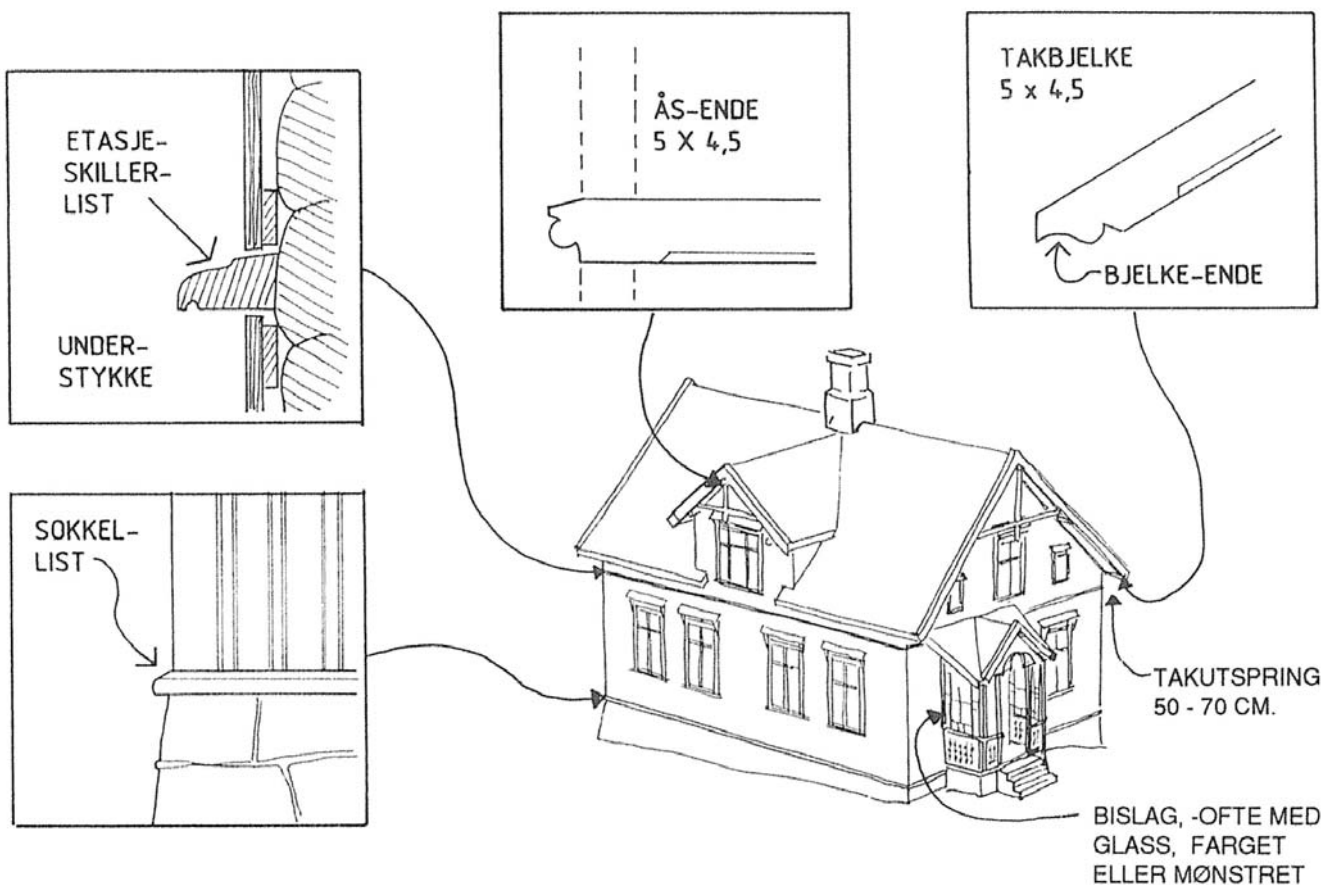 ETASJE-
SKILLER-
LIST
UNDER-
STYKKE
ÅS-ENDE
5 X 4,5
TAKBJELKE
5 x 4,5
BJELKE-ENDE
SOKKEL-
LIST
TAKUTSPRING
50 - 70 CM.
BISLAG, -OFTE MED
GLASS, FARGET
ELLER MØNSTRET